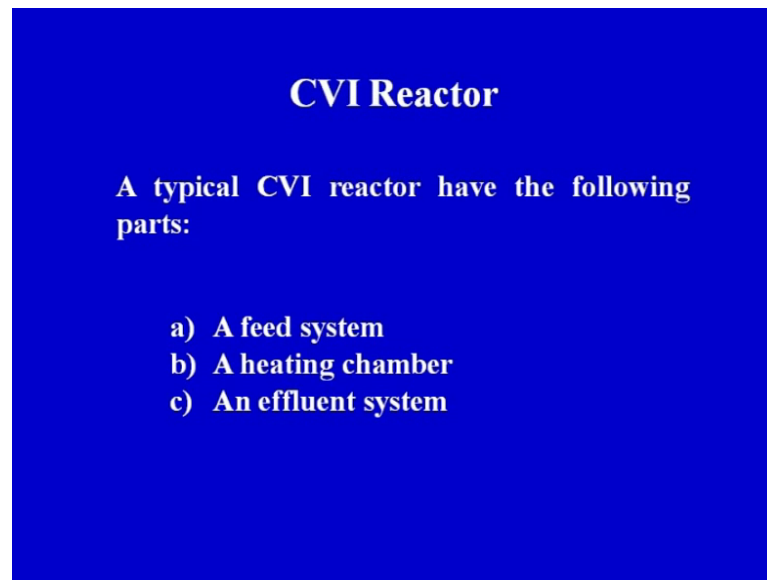 CVI Reactor
A typical CVI reactor have the following
parts:
a) A feed system
b) A heating chamber
c) An effluent system